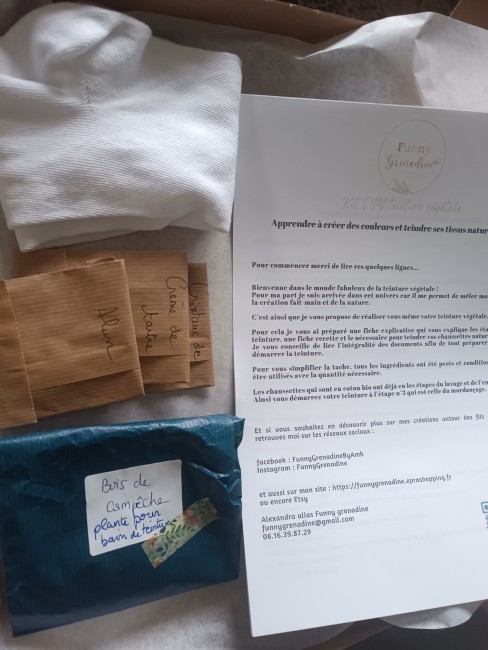 Funny
Grenadine
Kit DIY teinture végétale
Apprendre à créer des couleurs et teindre ses tissus
Pour commencer merci de lire ces quelques lignes...
Bienvenue dans le monde fabuleux de la teinture végétale !
Pour ma part je suis arrivée dans cet univers car il me permet de mêler
la création fait-main et de la nature.
C'est ainsi que je vous propose de réaliser vous même votre teinture végétale.
Pour cela je vous ai préparé une fiche explicative qui vous explique les
teinture, une fiche recette et le nécessaire pour teindre vos chaussettes
Je vous conseille de lire l'intégralité des documents afin de tout
démarrer la teinture.
Pour vous simplifier la tache, tous les ingrédients ont été pesés et
être utilisés avec la quantité nécessaire.
Les chaussettes qui sont en coton bio ont déjà eu les étapes du lavage et de
Ainsi vous démarrez votre teinture à l'étape n°3 qui est celle du mordançage.
Et si vous souhaitez en découvrir plus sur mes créations autour des fils
retrouvez moi sur les réseaux sociaux :
facebook : FunnyGrenadineByAmh
Instagram : FunnyGrenadine
et aussi sur mon site : https://funnygrenadine.eproshopping.fr
ou encore Etsy
Alexandra alias Funny grenadine
funnygrenadine@gmail.com
06.16.39.87.29
Cristaux de
Crème de
tartre
Alun
Bois de
Campêche
plante pour
bain de teinture